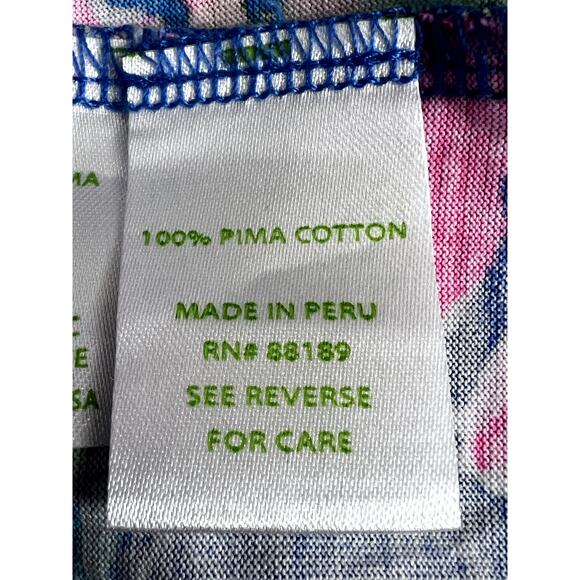 100% PIMA COTTON
MADE IN PERU
RN# 88189
SEE REVERSE
FOR CARE